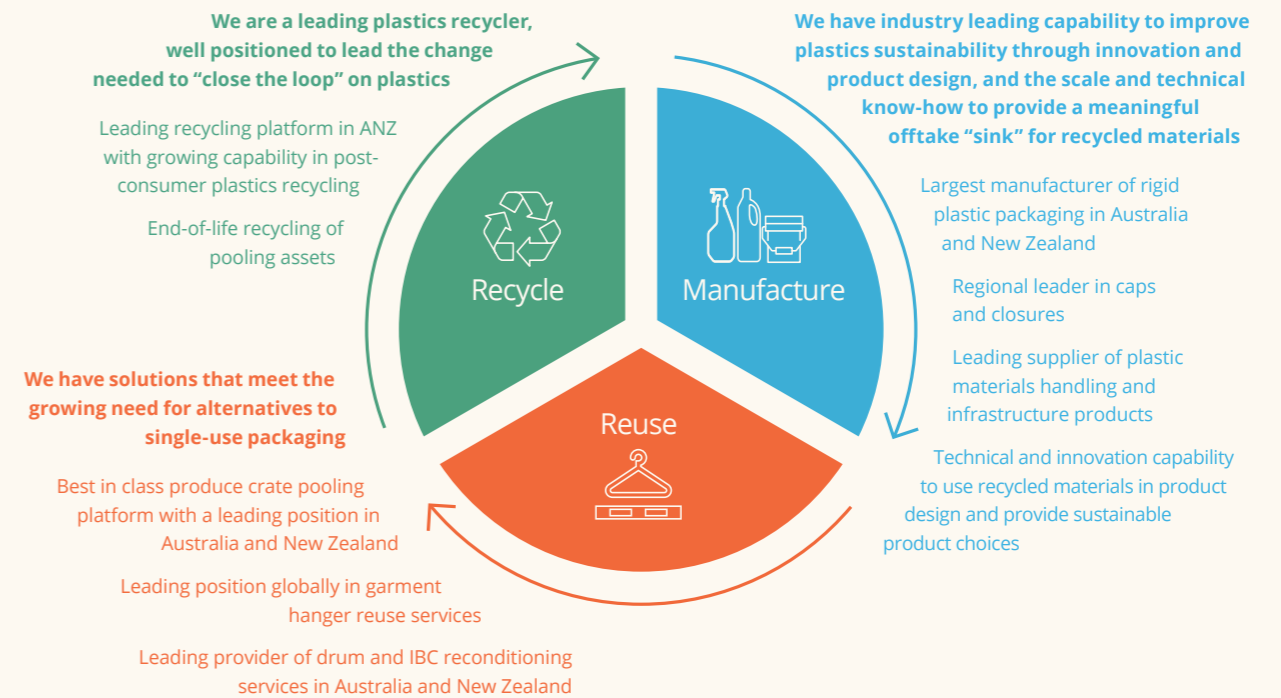 We are a leading plastics recycler,
well positioned to lead the change
needed to “close the loop” on plastics
Leading recycling platform in ANZ
with growing capability in post-
consumer plastics recycling
End-of-life recycling of
pooling assets
We have industry leading capability to improve
plastics sustainability through innovation and
product design, and the scale and technical
know-how to provide a meaningful
offtake “sink” for recycled materials
Largest manufacturer of rigid
plastic packaging in Australia
and New Zealand
Regional leader in caps
and closures
Leading supplier of plastic
materials handling and
infrastructure products
Technical and innovation capability
to use recycled materials in product
design and provide sustainable
product choices
Recycle
Manufacture
Reuse
We have solutions that meet the
growing need for alternatives to
single-use packaging
Best in class produce crate pooling
platform with a leading position in
Australia and New Zealand
Leading position globally in garment
hanger reuse services
Leading provider of drum and IBC reconditioning
services in Australia and New Zealand